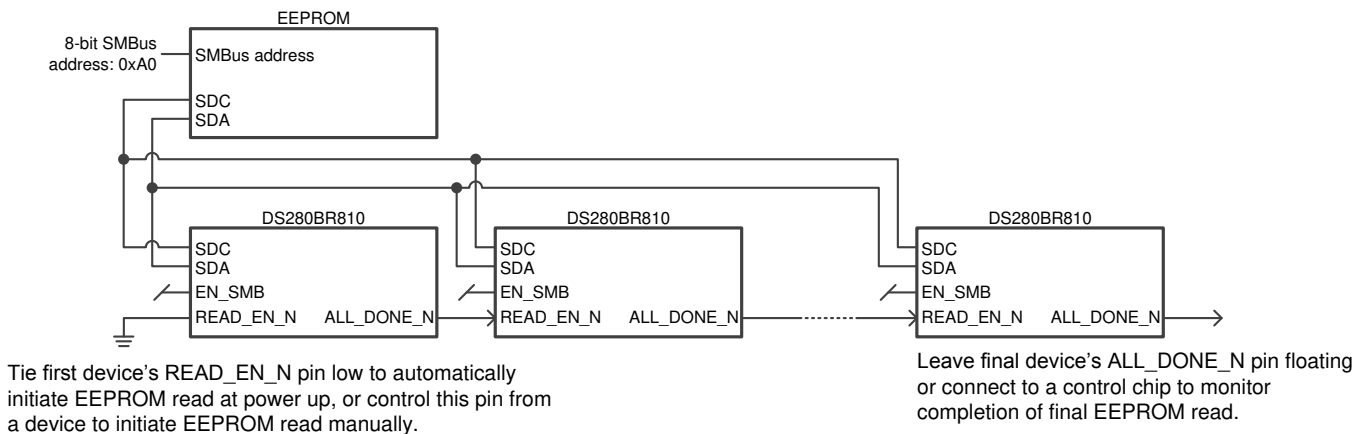 EEPROM
8-bit SMBus
address: 0xA0
SMBus address
SDC
SDA
DS280BR810
SDC
SDA
EN_SMB
READ_EN_N ALL_DONE_N
DS280BR810
SDC
SDA
EN_SMB
READ_EN_N ALL_DONE_N
DS280BR810
SDC
SDA
EN_SMB
READ_EN_N ALL_DONE_N
Tie first device's READ_EN_N pin low to automatically
initiate EEPROM read at power up, or control this pin from
a device to initiate EEPROM read manually.
Leave final device's ALL_DONE_N pin floating
or connect to a control chip to monitor
completion of final EEPROM read.